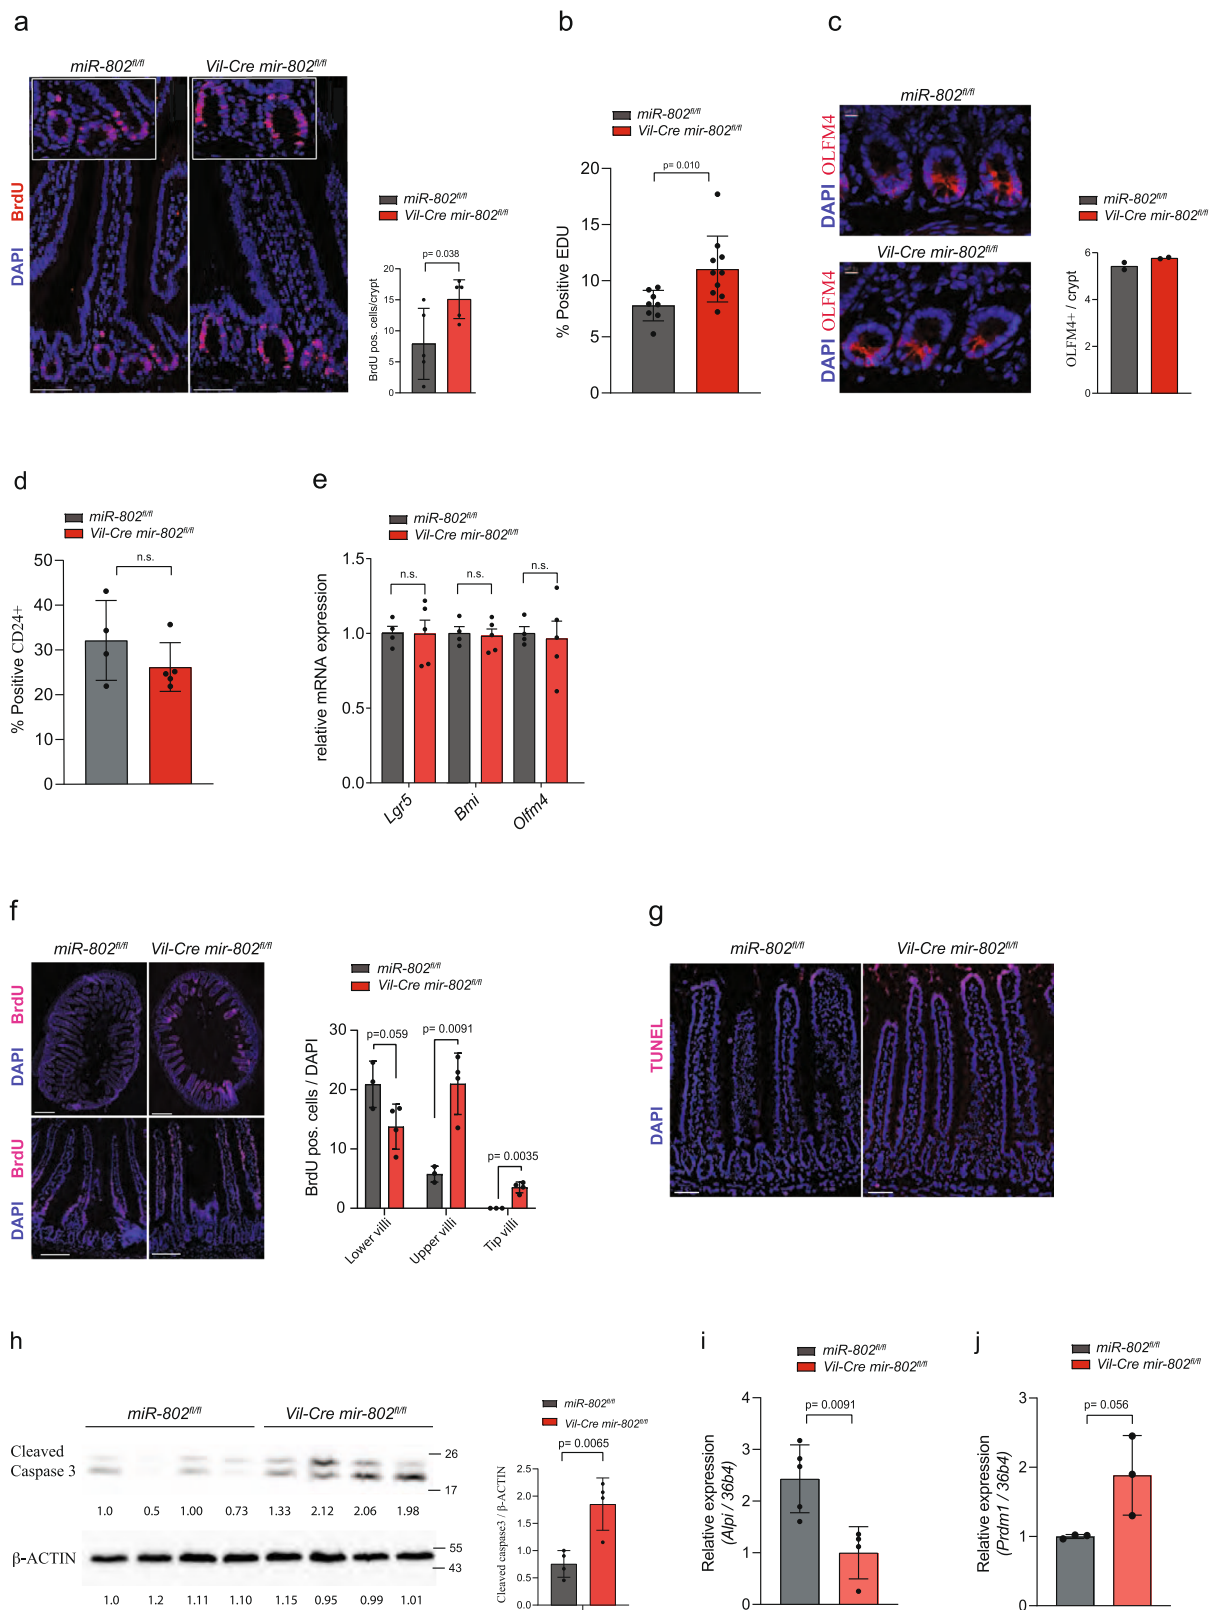 a
miR-802fl/fl
Vil-Cre mir-802fl/fl
DAPI BrdU
miR-802fl/fl
Vil-Cre mir-802fl/fl
p= 0.038
BrdU pos. cells/crypt
20
15
10
5
0
b
miR-802fl/fl
Vil-Cre mir-802fl/fl
p= 0.010
% Positive EDU
20
15
10
5
0
c
miR-802fl/fl
DAPI OLFM4
Vil-Cre mir-802fl/fl
DAPI OLFM4
miR-802fl/fl
Vil-Cre mir-802fl/fl
OLFM4+ / crypt
6
4
2
0
d
miR-802fl/fl
Vil-Cre mir-802fl/fl
n.s.
% Positive CD24+
50
40
30
20
10
0
e
miR-802fl/fl
Vil-Cre mir-802fl/fl
relative mRNA expression
1.5
1.0
0.5
0.0
n.s.
n.s.
n.s.
Lgr5
Bmi
Olfm4
f
miR-802fl/fl
Vil-Cre mir-802fl/fl
DAPI BrdU
DAPI BrdU
miR-802fl/fl
Vil-Cre mir-802fl/fl
BrdU pos. cells / DAPI
30
20
10
0
p=0.059
p= 0.0091
p= 0.0035
Lower villi
Upper villi
Tip villi
g
miR-802fl/fl
Vil-Cre mir-802fl/fl
DAPI TUNEL
h
miR-802fl/fl
Vil-Cre mir-802fl/fl
Cleaved
Caspase 3
26
17
1.0 0.5 1.00 0.73 1.33 2.12 2.06 1.98
β-ACTIN
55
43
1.0 1.2 1.11 1.10 1.15 0.95 0.99 1.01
miR-802fl/fl
Vil-Cre mir-802fl/fl
p= 0.0065
Cleaved caspase3 / β-ACTIN
2.5
2.0
1.5
1.0
0.5
0.0
i
miR-802fl/fl
Vil-Cre mir-802fl/fl
p= 0.0091
Relative expression
(Alpi / 36b4)
4
3
2
1
0
j
miR-802fl/fl
Vil-Cre mir-802fl/fl
p= 0.056
Relative expression
(Prdm1 / 36b4)
3
2
1
0